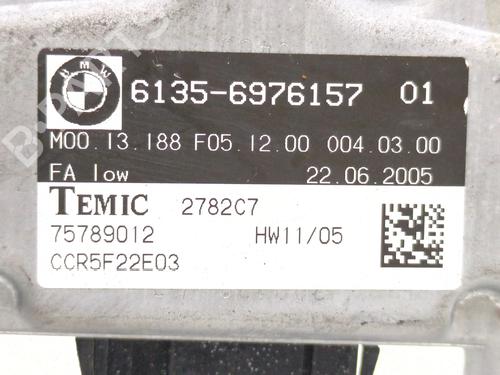 BMW
6135-6976157 01
M00.13.188 F05.12.00 004.03.00
FA low 22.06.2005
TEMIC 2782C7
75789012 HW11/05
CCR5F22E03